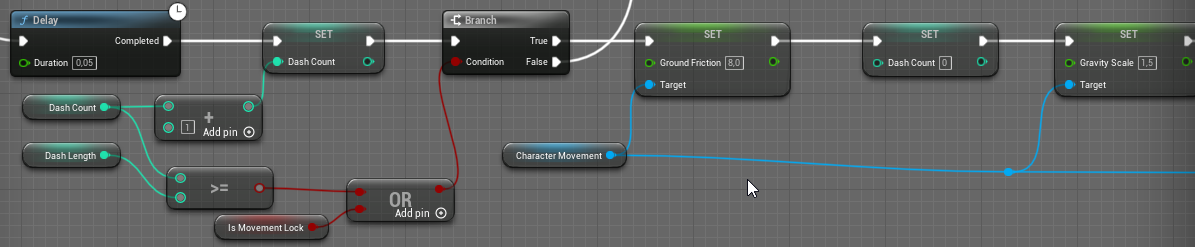 f Delay
Completed
Duration 0,05
SET
Dash Count
Branch
True
Condition
False
SET
Ground Friction 8,0
Target
SET
Dash Count 0
SET
Gravity Scale 1,5
Target
Dash Count
+
1
Add pin
Dash Length
>=
Character Movement
OR
Add pin
Is Movement Lock